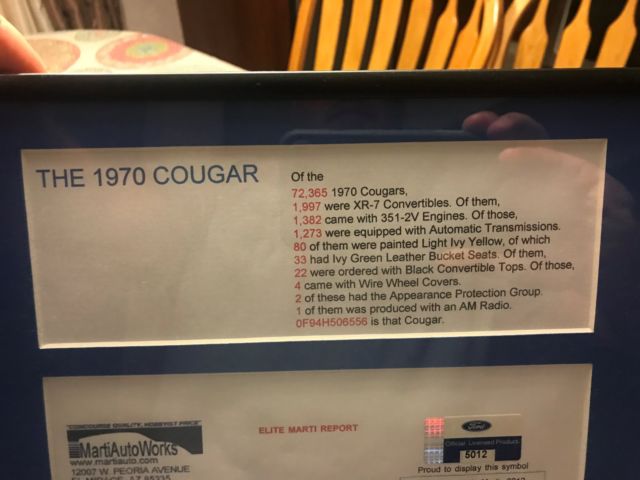 THE 1970 COUGAR
Of the
72,365 1970 Cougars,
1,997 were XR-7 Convertibles. Of them,
1,382 came with 351-2V Engines. Of those,
1,273 were equipped with Automatic Transmissions.
80 of them were painted Light Ivy Yellow, of which
33 had Ivy Green Leather Bucket Seats. Of them,
22 were ordered with Black Convertible Tops. Of those,
4 came with Wire Wheel Covers.
2 of these had the Appearance Protection Group.
1 of them was produced with an AM Radio.
0F94H506556 is that Cougar.
"CONCOURSE QUALITY, HOBBYIST PRICE"
MartiAutoWorks
www.martiauto.com
12007 W. PEORIA AVENUE
EL MIRAGE, AZ 85335
ELITE MARTI REPORT
Ford
Official Licensed Product
5012
Proud to display this symbol